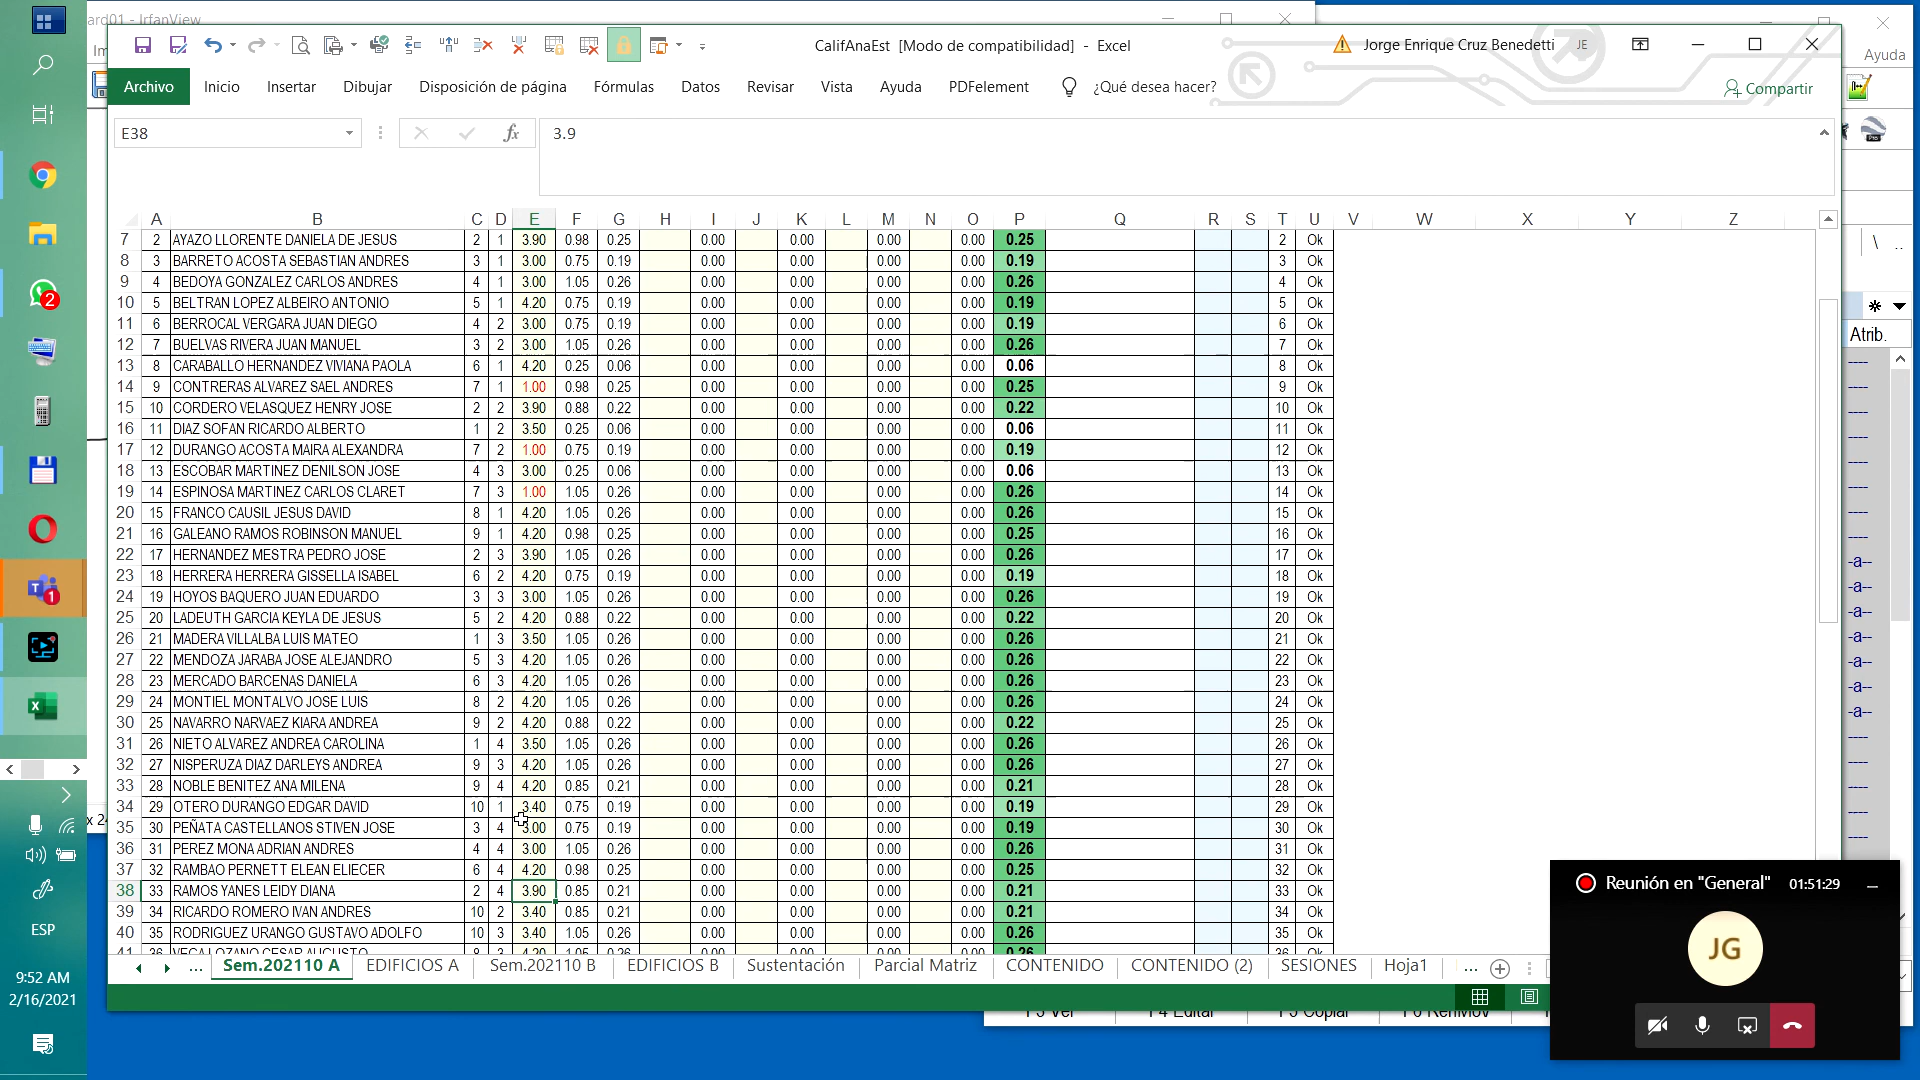 ard01 - IrfanView
CalifAnaEst [Modo de compatibilidad] - Excel
Jorge Enrique Cruz Benedetti JE
Ayuda
Archivo Inicio Insertar Dibujar Disposición de página Fórmulas Datos Revisar Vista Ayuda PDFelement ¿Qué desea hacer? Compartir
E38 fx 3.9
A B C D E F G H I J K L M N O P Q R S T U V W X Y Z
7 2 AYAZO LLORENTE DANIELA DE JESUS 2 1 3.90 0.98 0.25 0.00 0.00 0.00 0.00 0.25 2 Ok
8 3 BARRETO ACOSTA SEBASTIAN ANDRES 3 1 3.00 0.75 0.19 0.00 0.00 0.00 0.00 0.19 3 Ok
9 4 BEDOYA GONZALEZ CARLOS ANDRES 4 1 3.00 1.05 0.26 0.00 0.00 0.00 0.00 0.26 4 Ok
10 5 BELTRAN LOPEZ ALBEIRO ANTONIO 5 1 4.20 0.75 0.19 0.00 0.00 0.00 0.00 0.19 5 Ok
11 6 BERROCAL VERGARA JUAN DIEGO 4 2 3.00 0.75 0.19 0.00 0.00 0.00 0.00 0.19 6 Ok
12 7 BUELVAS RIVERA JUAN MANUEL 3 2 3.00 1.05 0.26 0.00 0.00 0.00 0.00 0.26 7 Ok
13 8 CARABALLO HERNANDEZ VIVIANA PAOLA 6 1 4.20 0.25 0.06 0.00 0.00 0.00 0.00 0.06 8 Ok
14 9 CONTRERAS ALVAREZ SAEL ANDRES 7 1 1.00 0.98 0.25 0.00 0.00 0.00 0.00 0.25 9 Ok
15 10 CORDERO VELASQUEZ HENRY JOSE 2 2 3.90 0.88 0.22 0.00 0.00 0.00 0.00 0.22 10 Ok
16 11 DIAZ SOFAN RICARDO ALBERTO 1 2 3.50 0.25 0.06 0.00 0.00 0.00 0.00 0.06 11 Ok
17 12 DURANGO ACOSTA MAIRA ALEXANDRA 7 2 1.00 0.75 0.19 0.00 0.00 0.00 0.00 0.19 12 Ok
18 13 ESCOBAR MARTINEZ DENILSON JOSE 4 3 3.00 0.25 0.06 0.00 0.00 0.00 0.00 0.06 13 Ok
19 14 ESPINOSA MARTINEZ CARLOS CLARET 7 3 1.00 1.05 0.26 0.00 0.00 0.00 0.00 0.26 14 Ok
20 15 FRANCO CAUSIL JESUS DAVID 8 1 4.20 1.05 0.26 0.00 0.00 0.00 0.00 0.26 15 Ok
21 16 GALEANO RAMOS ROBINSON MANUEL 9 1 4.20 0.98 0.25 0.00 0.00 0.00 0.00 0.25 16 Ok
22 17 HERNANDEZ MESTRA PEDRO JOSE 2 3 3.90 1.05 0.26 0.00 0.00 0.00 0.00 0.26 17 Ok
23 18 HERRERA HERRERA GISSELLA ISABEL 6 2 4.20 0.75 0.19 0.00 0.00 0.00 0.00 0.19 18 Ok
24 19 HOYOS BAQUERO JUAN EDUARDO 3 3 3.00 1.05 0.26 0.00 0.00 0.00 0.00 0.26 19 Ok
25 20 LADEUTH GARCIA KEYLA DE JESUS 5 2 4.20 0.88 0.22 0.00 0.00 0.00 0.00 0.22 20 Ok
26 21 MADERA VILLALBA LUIS MATEO 1 3 3.50 1.05 0.26 0.00 0.00 0.00 0.00 0.26 21 Ok
27 22 MENDOZA JARABA JOSE ALEJANDRO 5 3 4.20 1.05 0.26 0.00 0.00 0.00 0.00 0.26 22 Ok
28 23 MERCADO BARCENAS DANIELA 6 3 4.20 1.05 0.26 0.00 0.00 0.00 0.00 0.26 23 Ok
29 24 MONTIEL MONTALVO JOSE LUIS 8 2 4.20 1.05 0.26 0.00 0.00 0.00 0.00 0.26 24 Ok
30 25 NAVARRO NARVAEZ KIARA ANDREA 9 2 4.20 0.88 0.22 0.00 0.00 0.00 0.00 0.22 25 Ok
31 26 NIETO ALVAREZ ANDREA CAROLINA 1 4 3.50 1.05 0.26 0.00 0.00 0.00 0.00 0.26 26 Ok
32 27 NISPERUZA DIAZ DARLEYS ANDREA 9 3 4.20 1.05 0.26 0.00 0.00 0.00 0.00 0.26 27 Ok
33 28 NOBLE BENITEZ ANA MILENA 9 4 4.20 0.85 0.21 0.00 0.00 0.00 0.00 0.21 28 Ok
34 29 OTERO DURANGO EDGAR DAVID 10 1 3.40 0.75 0.19 0.00 0.00 0.00 0.00 0.19 29 Ok
35 30 PEÑATA CASTELLANOS STIVEN JOSE 3 4 3.00 0.75 0.19 0.00 0.00 0.00 0.00 0.19 30 Ok
36 31 PEREZ MONA ADRIAN ANDRES 4 4 3.00 1.05 0.26 0.00 0.00 0.00 0.00 0.26 31 Ok
37 32 RAMBAO PERNETT ELEAN ELIECER 6 4 4.20 0.98 0.25 0.00 0.00 0.00 0.00 0.25 32 Ok
38 33 RAMOS YANES LEIDY DIANA 2 4 3.90 0.85 0.21 0.00 0.00 0.00 0.00 0.21 33 Ok
39 34 RICARDO ROMERO IVAN ANDRES 10 2 3.40 0.85 0.21 0.00 0.00 0.00 0.00 0.21 34 Ok
40 35 RODRIGUEZ URANGO GUSTAVO ADOLFO 10 3 3.40 1.05 0.26 0.00 0.00 0.00 0.00 0.26 35 Ok
41 36 VEGA LOZANO CESAR AUGUSTO 8 3 4.20 1.05 0.26 0.00 0.00 0.00 0.00 0.26 36 Ok
... Sem.202110 A EDIFICIOS A Sem.202110 B EDIFICIOS B Sustentación Parcial Matriz CONTENIDO CONTENIDO (2) SESIONES Hoja1 ...
Atrib.
----
----
----
----
----
----
----
----
-a--
-a--
-a--
-a--
-a--
-a--
-a--
----
----
----
----
----
2
1
x 24
ESP
9:52 AM
2/16/2021
Reunión en "General" 01:51:29
JG